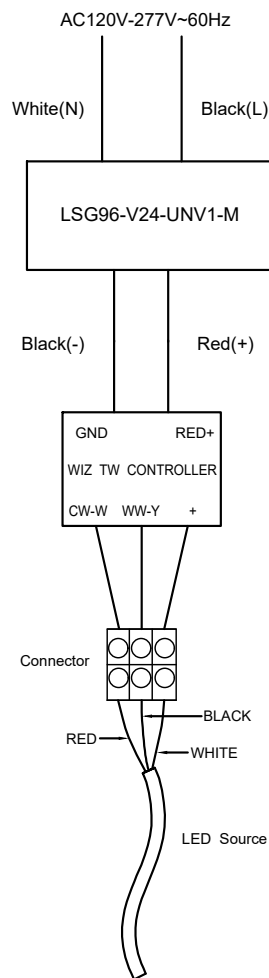 AC120V-277V~60Hz
White(N) Black(L)
LSG96-V24-UNV1-M
Black(-) Red(+)
GND RED+
WIZ TW CONTROLLER
CW-W WW-Y +
Connector
BLACK
RED
WHITE
LED Source